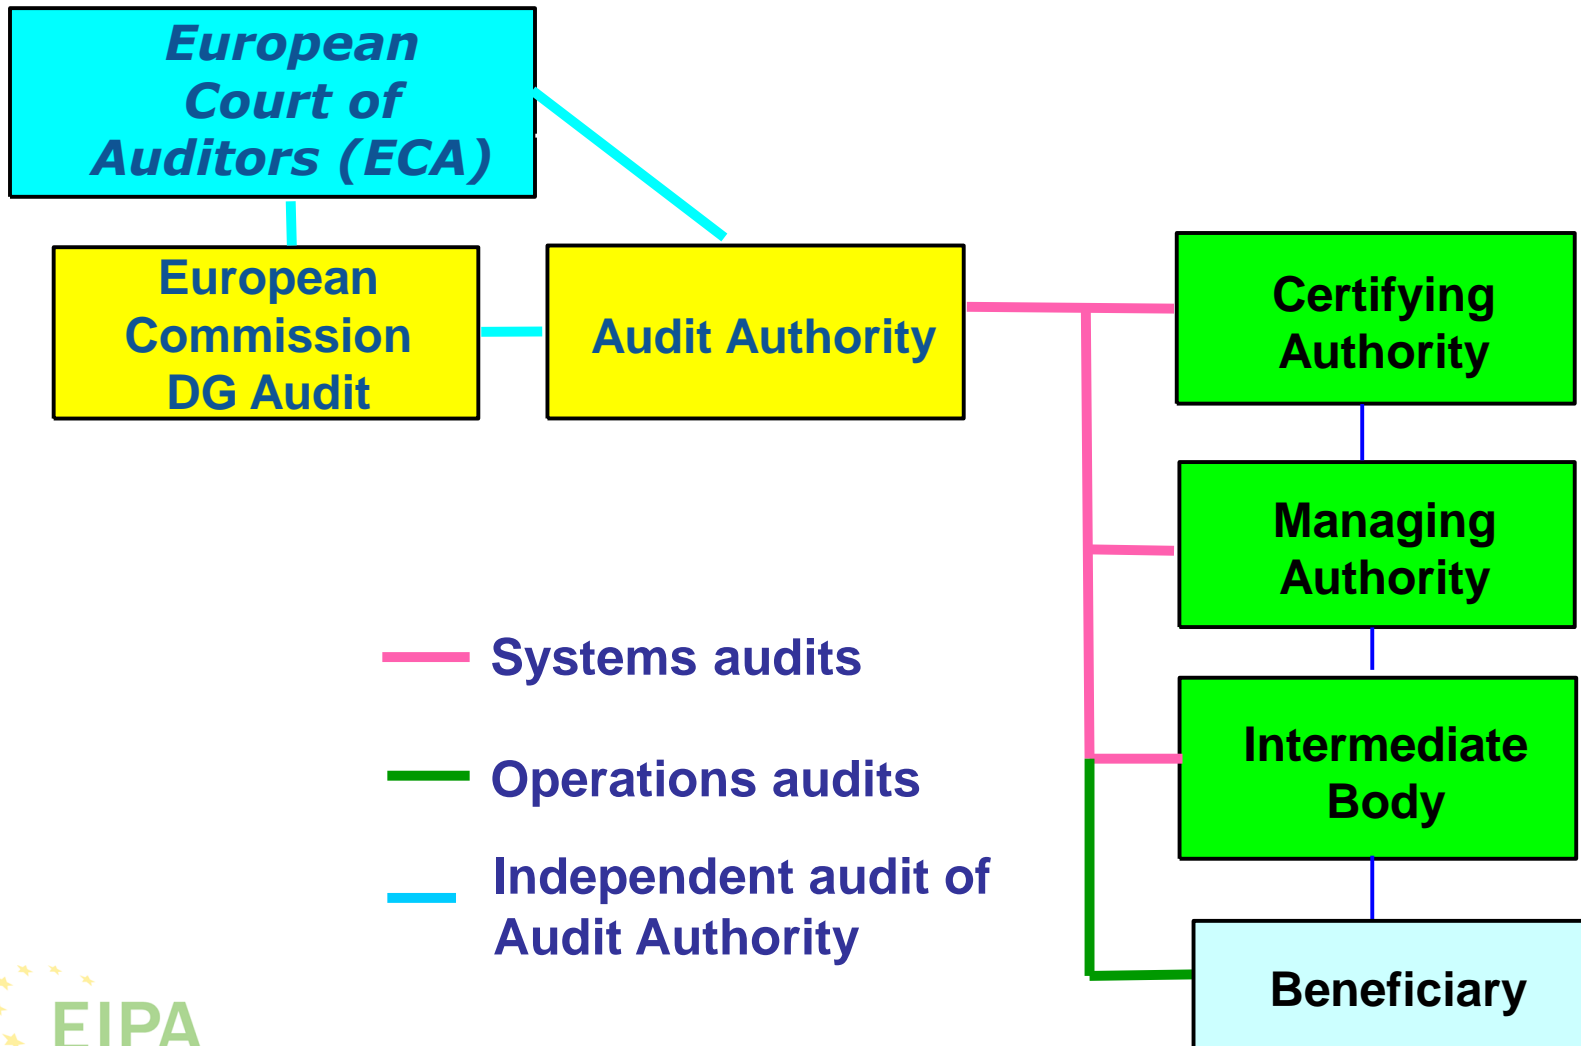 European
Court of
Auditors (ECA)
European
Commission
DG Audit
Audit Authority
Certifying
Authority
Managing
Authority
Intermediate
Body
Beneficiary
Systems audits
Operations audits
Independent audit of
Audit Authority
EIPA